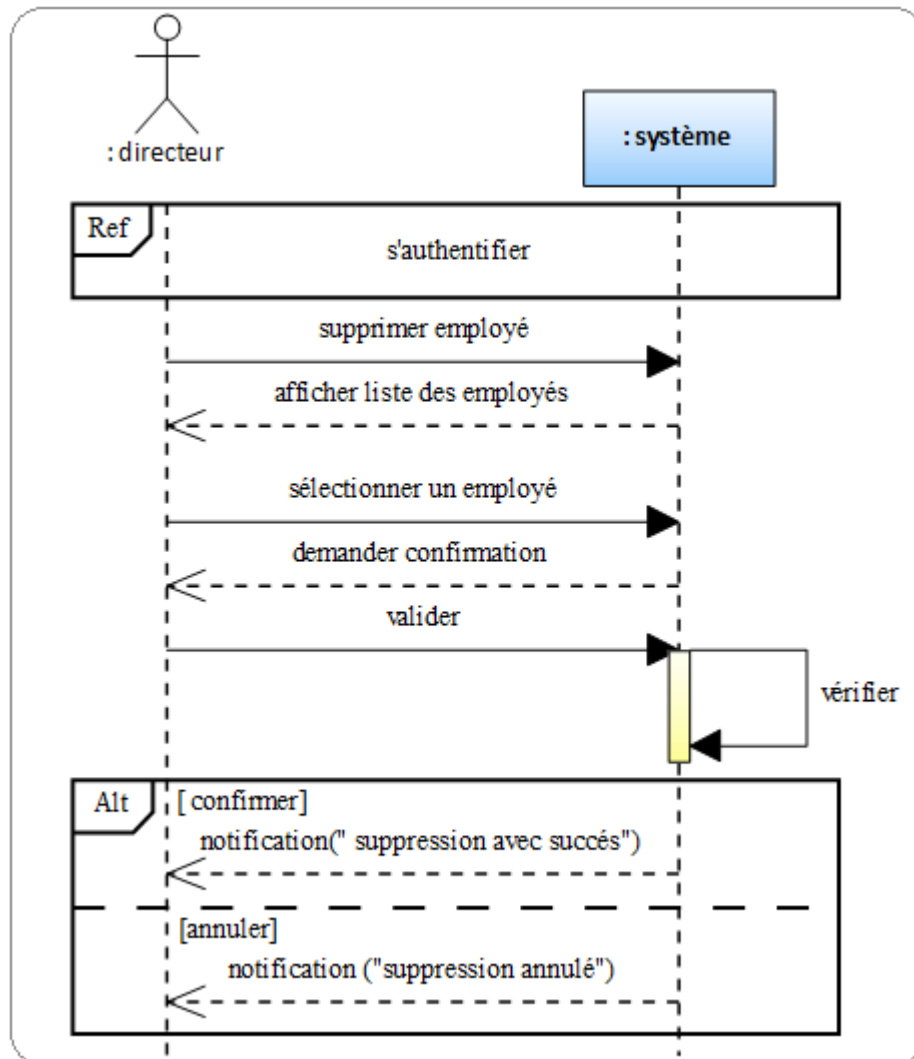 : directeur
: système
Ref
s'authentifier
supprimer employé
afficher liste des employés
sélectionner un employé
demander confirmation
valider
vérifier
Alt
[ confirmer]
notification(" suppression avec succés")
[annuler]
notification ("suppression annulé")